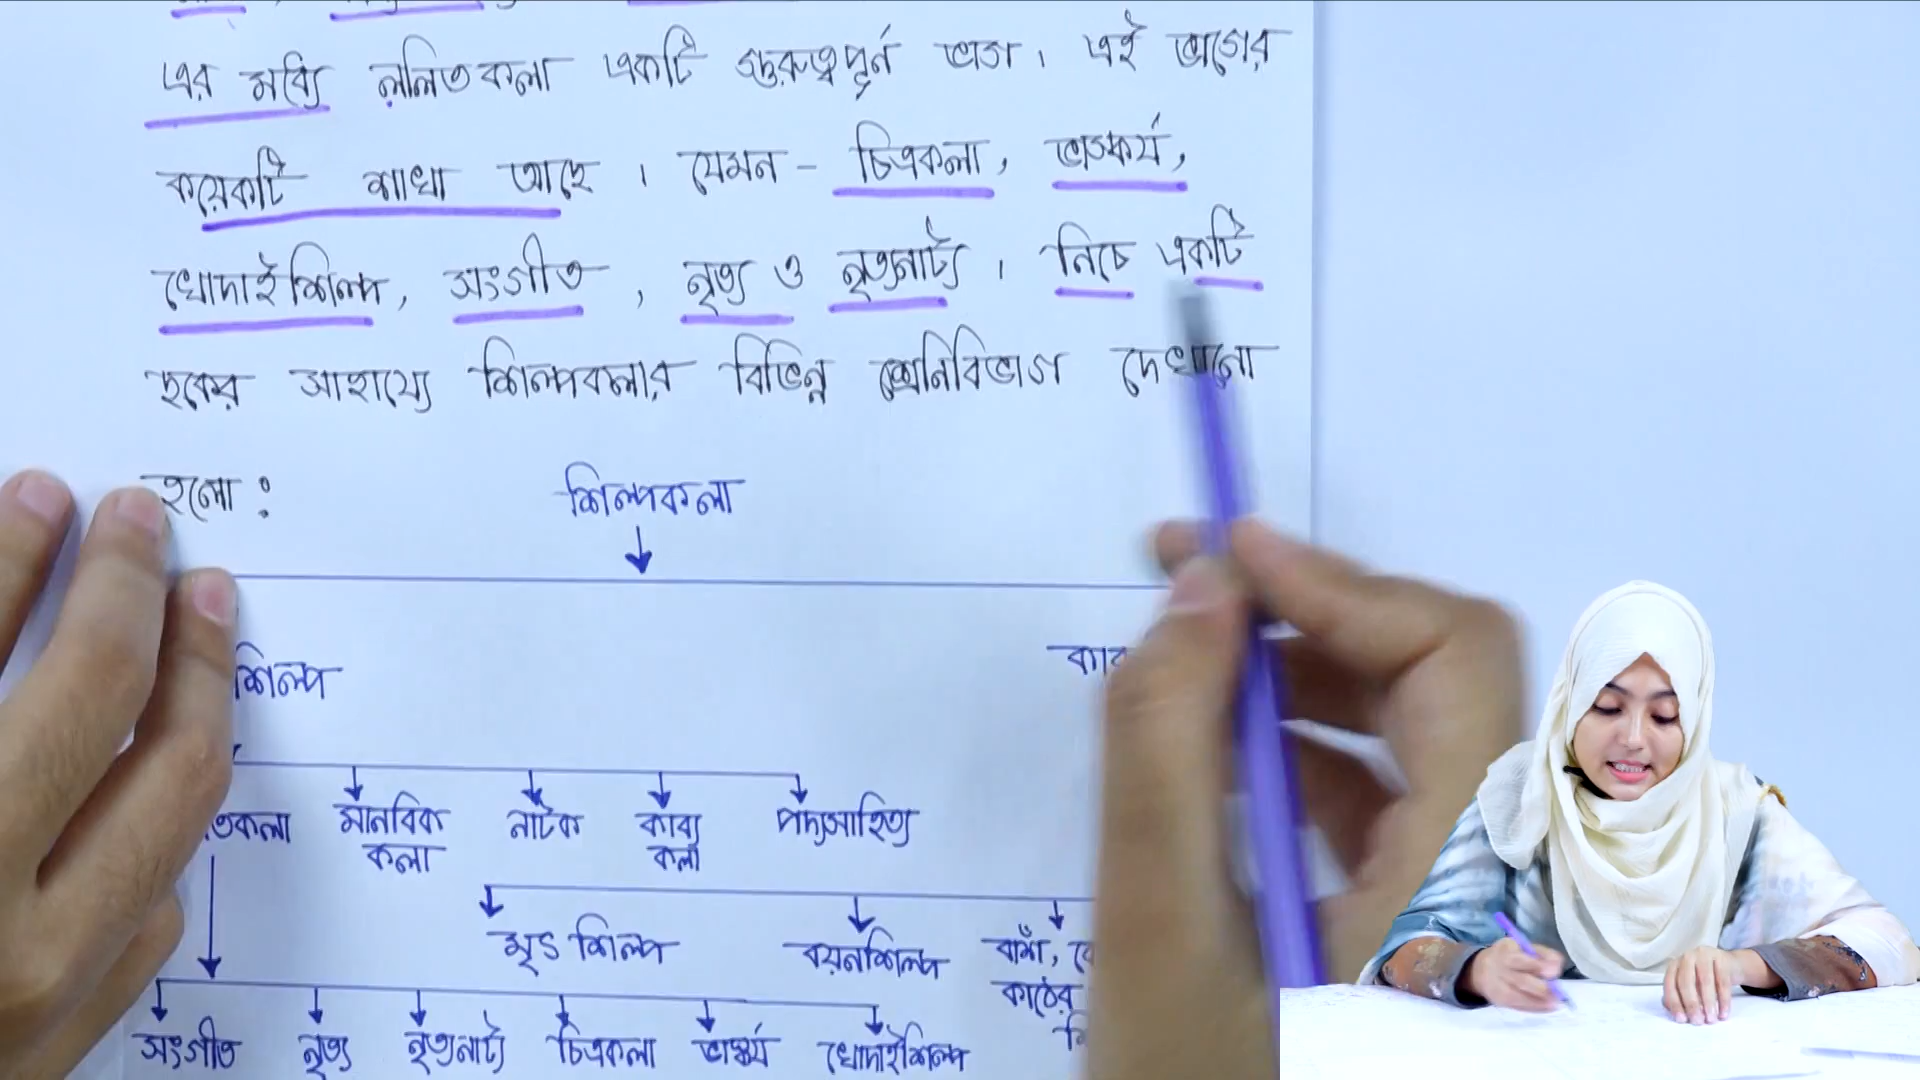 এর মধ্যে ললিতকলা একটি গুরুত্বপূর্ন ভাগ। এই ভাগের
কয়েকটি শাখা আছে। যেমন - চিত্রকলা, ভাস্কর্য,
খোদাইশিল্প, সংগীত, নৃত্য ও নৃত্যনাট্য। নিচে একটি
ছকের সাহায্যে শিল্পকলার বিভিন্ন শ্রেনিবিভাগ দেখানো
হলো:
শিল্পকলা
শিল্প
মানবিক কলা
নাটক
কাব্য কলা
পদ্যসাহিত্য
মৃৎ শিল্প
বয়নশিল্প
বাঁশ,
কাঠের
সংগীত নৃত্য নৃত্যনাট্য চিত্রকলা ভাস্কর্য খোদাইশিল্প